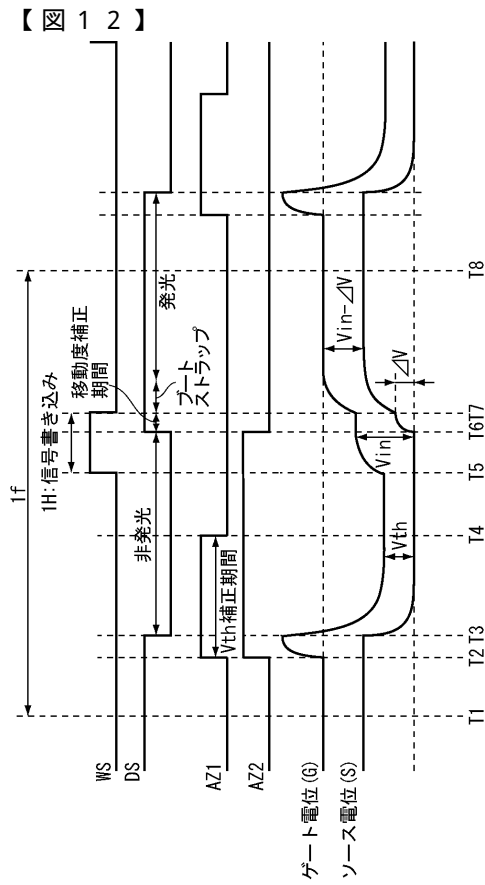 【図１２】
1f
1H:信号書き込み
移動度補正
期間
発光
ブート
ストラップ
非発光
Vth補正期間
WS
DS
AZ1
AZ2
ゲート電位(G)
ソース電位(S)
Vth
Vin
Vin-⊿V
⊿V
T1
T2
T3
T4
T5
T6
T7
T8